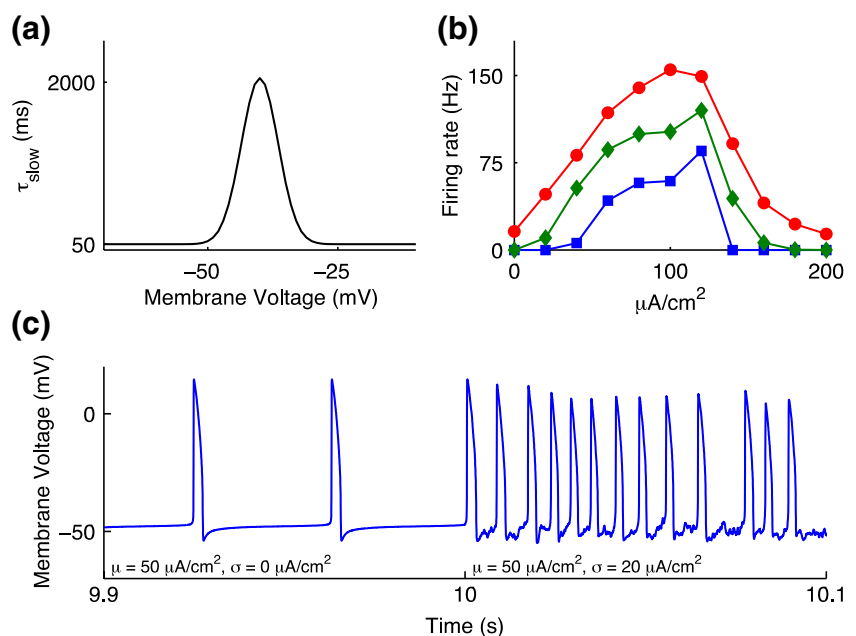 (a)
2000
50
τslow (ms)
−50
−25
Membrane Voltage (mV)
(b)
150
75
0
Firing rate (Hz)
0
100
200
μA/cm²
(c)
0
−50
Membrane Voltage (mV)
μ = 50 μA/cm², σ = 0 μA/cm²
μ = 50 μA/cm², σ = 20 μA/cm²
9.9
10
10.1
Time (s)